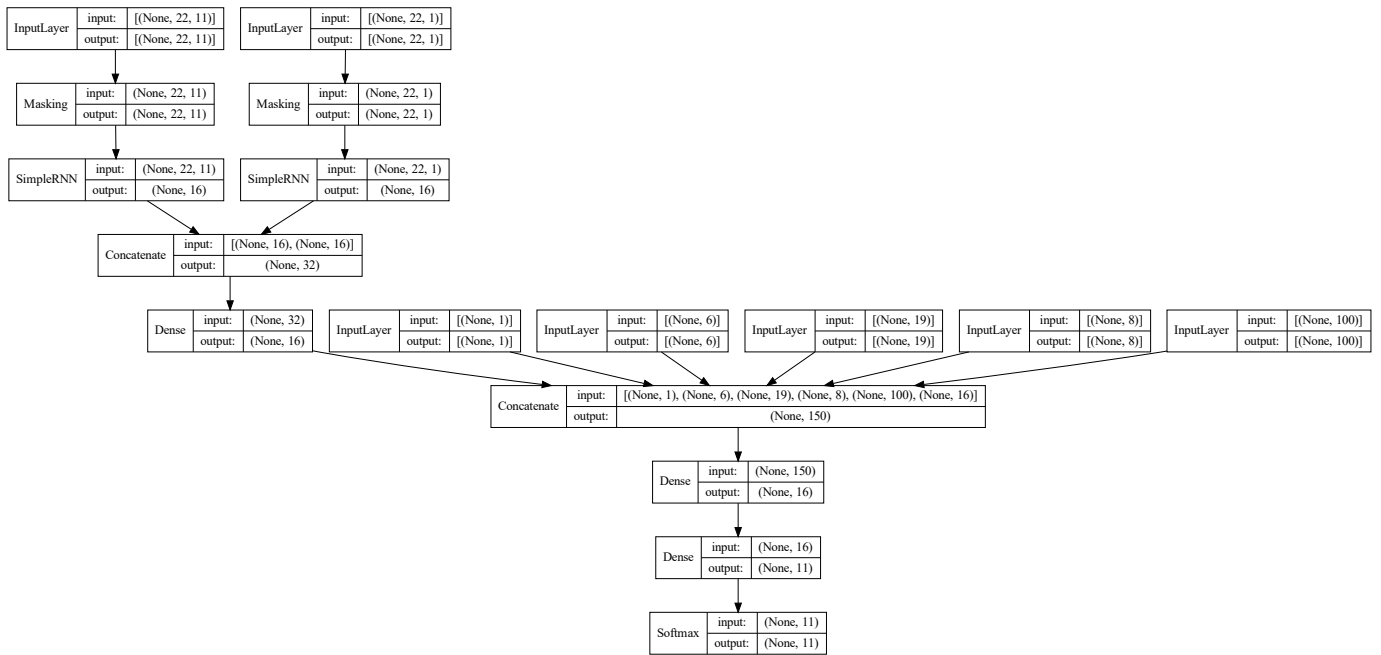 InputLayer input: [(None, 22, 11)] output: [(None, 22, 11)]
InputLayer input: [(None, 22, 1)] output: [(None, 22, 1)]
Masking input: (None, 22, 11) output: (None, 22, 11)
Masking input: (None, 22, 1) output: (None, 22, 1)
SimpleRNN input: (None, 22, 11) output: (None, 16)
SimpleRNN input: (None, 22, 1) output: (None, 16)
Concatenate input: [(None, 16), (None, 16)] output: (None, 32)
Dense input: (None, 32) output: (None, 16)
InputLayer input: [(None, 1)] output: [(None, 1)]
InputLayer input: [(None, 6)] output: [(None, 6)]
InputLayer input: [(None, 19)] output: [(None, 19)]
InputLayer input: [(None, 8)] output: [(None, 8)]
InputLayer input: [(None, 100)] output: [(None, 100)]
Concatenate input: [(None, 1), (None, 6), (None, 19), (None, 8), (None, 100), (None, 16)] output: (None, 150)
Dense input: (None, 150) output: (None, 16)
Dense input: (None, 16) output: (None, 11)
Softmax input: (None, 11) output: (None, 11)